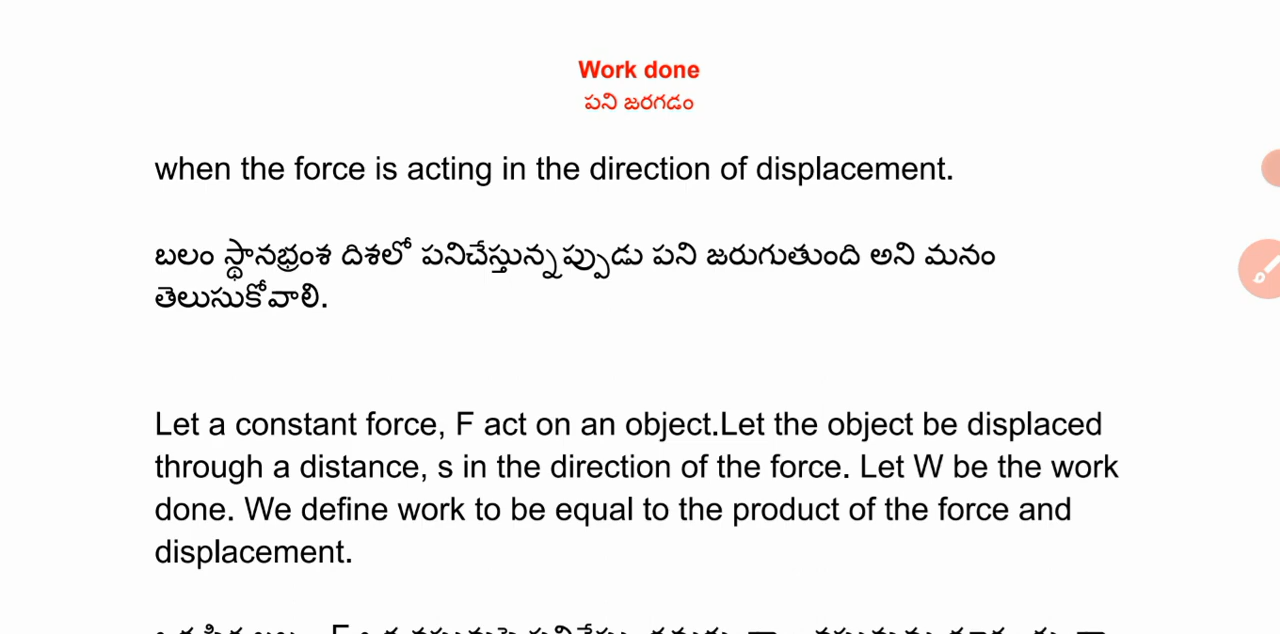 Work done
పని జరగడం
when the force is acting in the direction of displacement.
బలం స్థానభ్రంశ దిశలో పనిచేస్తున్నప్పుడు పని జరుగుతుంది అని మనం
తెలుసుకోవాలి.
Let a constant force, F act on an object.Let the object be displaced
through a distance, s in the direction of the force. Let W be the work
done. We define work to be equal to the product of the force and
displacement.
F